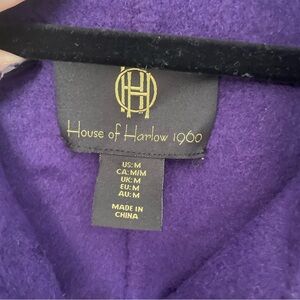 H
House of Harlow 1960
US: M
CA: M/M
UK: M
EU: M
AU: M
MADE IN
CHINA